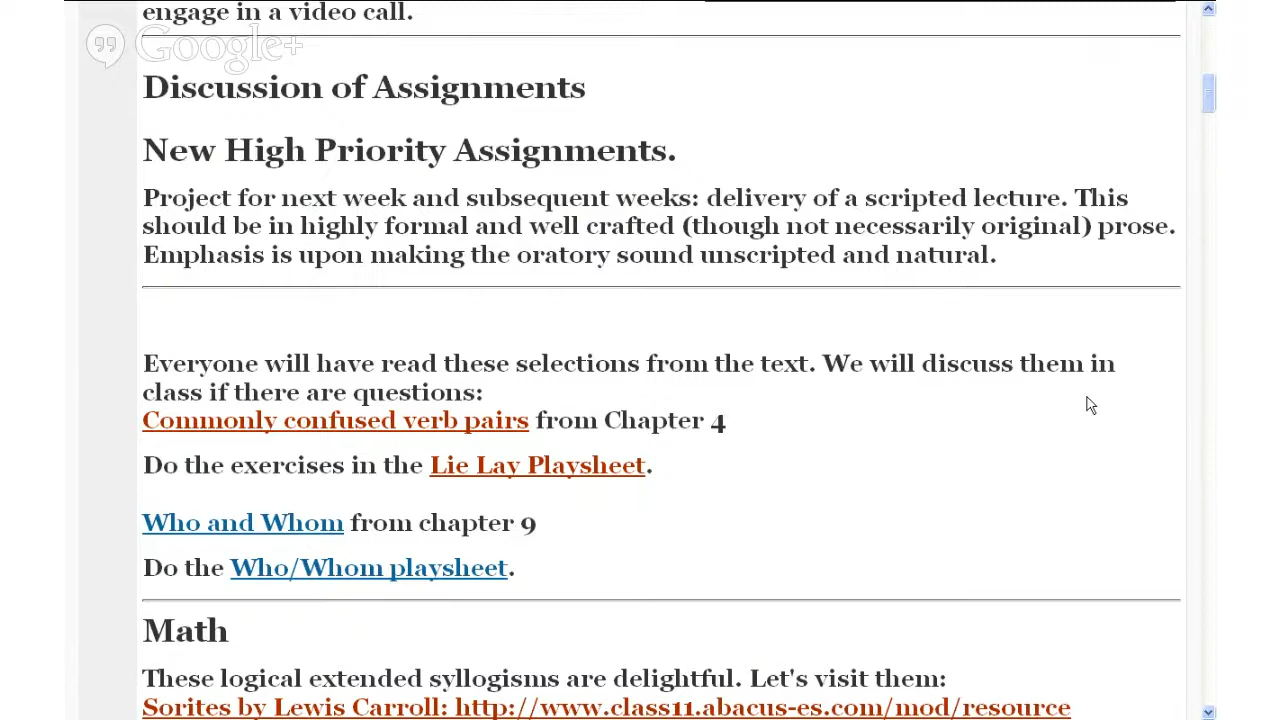 engage in a video call.
Google+
Discussion of Assignments
New High Priority Assignments.
Project for next week and subsequent weeks: delivery of a scripted lecture. This
should be in highly formal and well crafted (though not necessarily original) prose.
Emphasis is upon making the oratory sound unscripted and natural.
Everyone will have read these selections from the text. We will discuss them in
class if there are questions:
Commonly confused verb pairs from Chapter 4
Do the exercises in the Lie Lay Playsheet.
Who and Whom from chapter 9
Do the Who/Whom playsheet.
Math
These logical extended syllogisms are delightful. Let's visit them:
Sorites by Lewis Carroll: http://www.class11.abacus-es.com/mod/resource